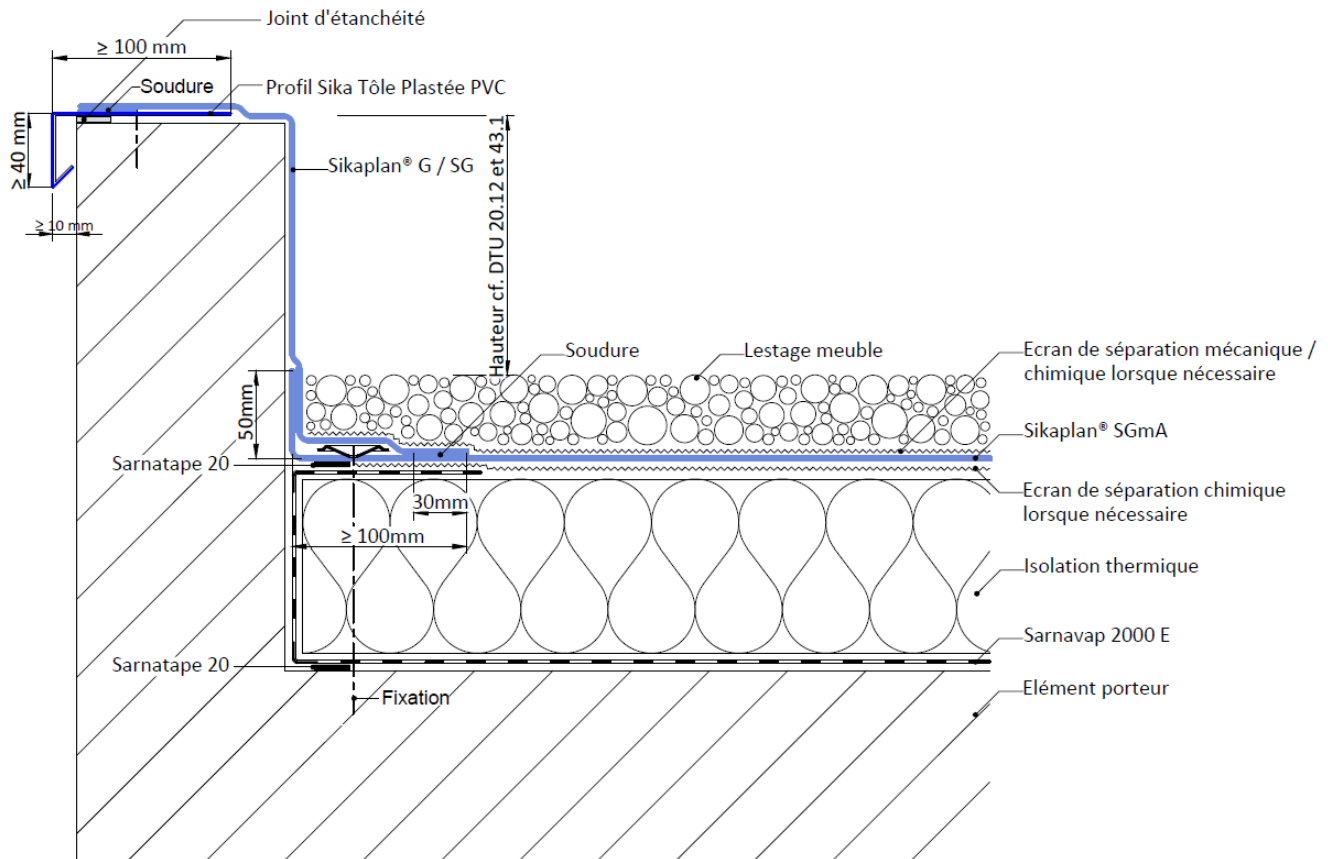 Joint d'étanchéité
≥ 100 mm
Soudure
Profil Sika Tôle Plastée PVC
≥ 40 mm
≥ 10 mm
Sikaplan® G / SG
Hauteur cf. DTU 20.12 et 43.1
Soudure
Lestage meuble
Ecran de séparation mécanique /
chimique lorsque nécessaire
50mm
Sikaplan® SGmA
Sarnatape 20
Ecran de séparation chimique
lorsque nécessaire
30mm
≥ 100mm
Isolation thermique
Sarnavap 2000 E
Sarnatape 20
Elément porteur
Fixation